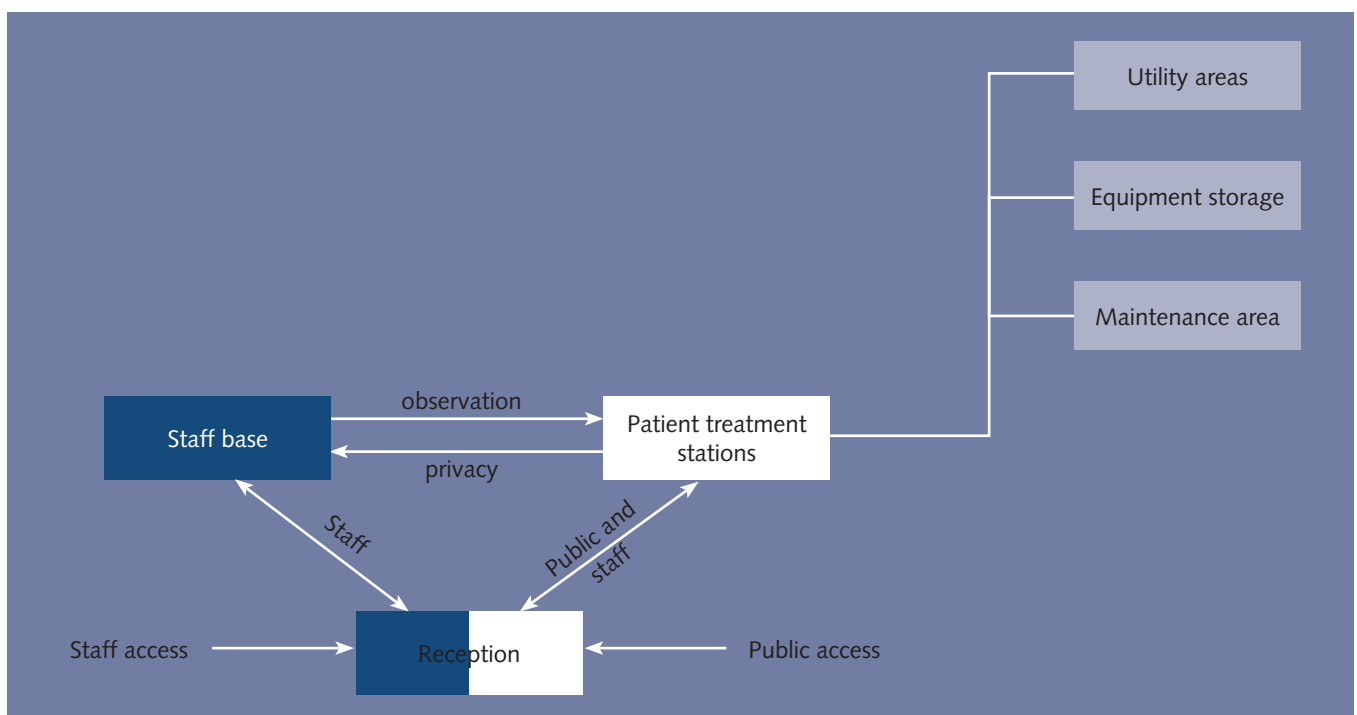 Utility areas
Equipment storage
Maintenance area
observation
Staff base
Patient treatment
stations
privacy
Staff
Public and
staff
Staff access
Reception
Public access